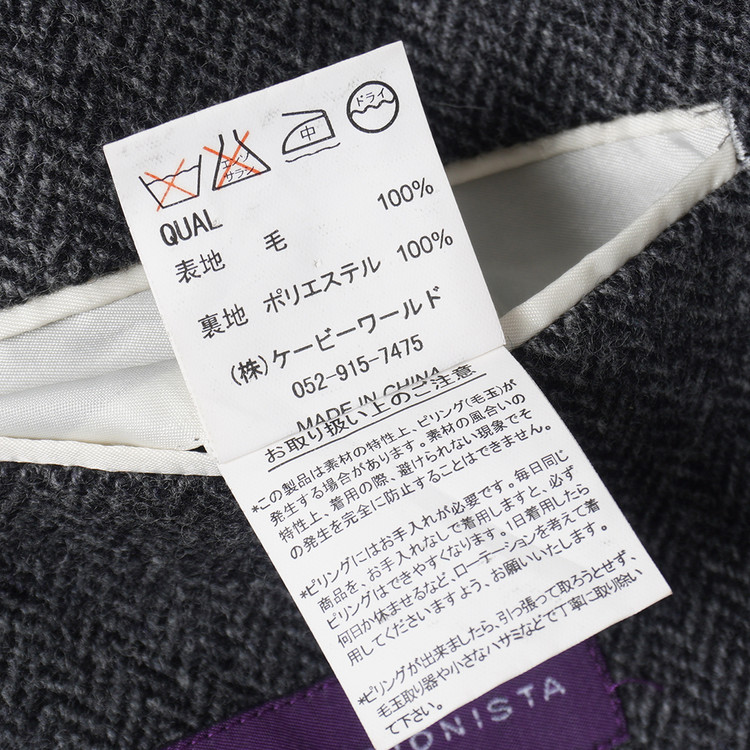 エンソ
サラシ
中
ドライ
QUAL
表地 毛 100%
裏地 ポリエステル 100%
(株)ケービーワールド
052-915-7475
MADE IN CHINA
お取り扱い上のご注意
*この製品は素材の特性上、ピリング(毛玉)が
発生する場合があります。素材の風合いの
特性上、着用の際、避けられない現象でそ
の発生を完全に防止することはできません。
*ピリングにはお手入れが必要です。毎日同じ
商品を、お手入れなしで着用しますと、必ず
ピリングはできやすくなります。1日着用したら
何日か休ませるなど、ローテーションを考えて着
用してくださいますよう、お願いいたします。
*ピリングが出来ましたら、引っ張って取ろうとせず、
毛玉取り器や小さなハサミなどで丁寧に取り除い
て下さい。
ONISTA